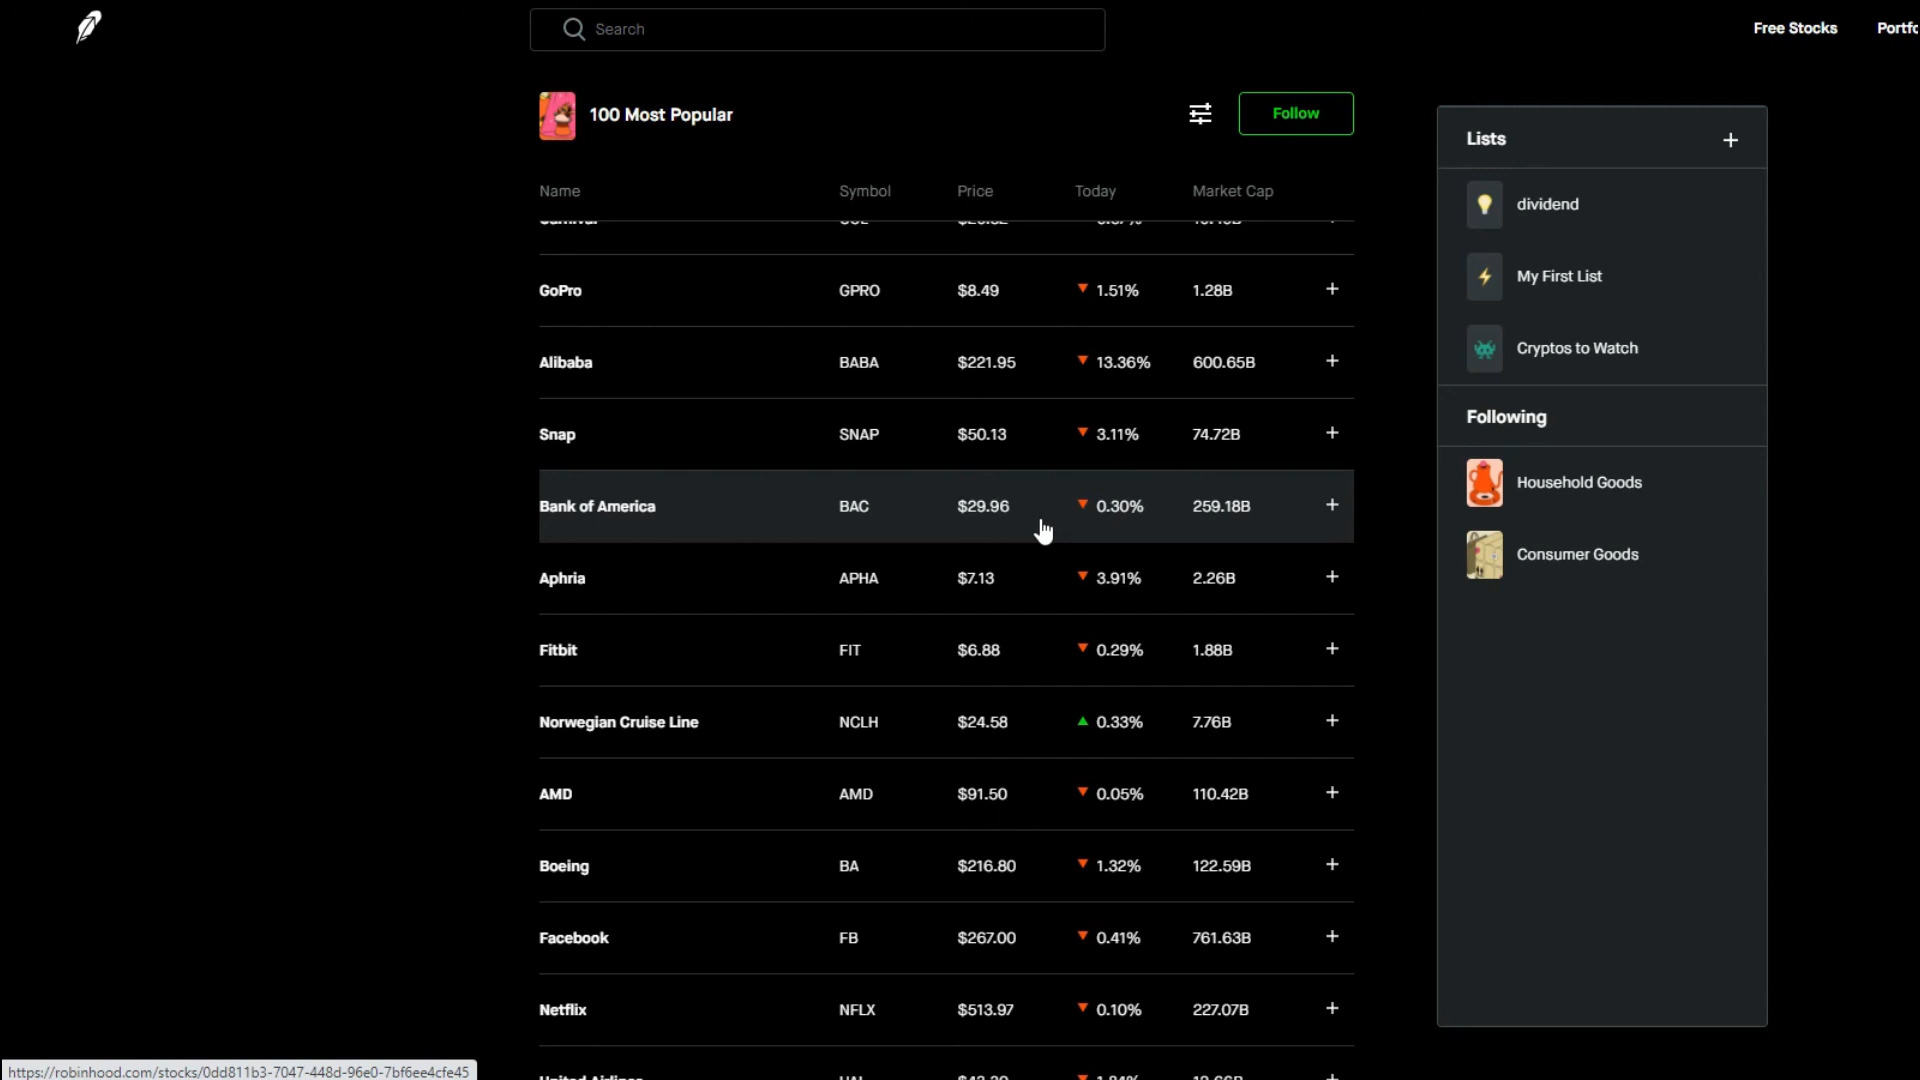 Search
Free Stocks
Portfo
100 Most Popular
Follow
Name Symbol Price Today Market Cap
GoPro GPRO $8.49 ▼ 1.51% 1.28B +
Alibaba BABA $221.95 ▼ 13.36% 600.65B +
Snap SNAP $50.13 ▼ 3.11% 74.72B +
Bank of America BAC $29.96 ▼ 0.30% 259.18B +
Aphria APHA $7.13 ▼ 3.91% 2.26B +
Fitbit FIT $6.88 ▼ 0.29% 1.88B +
Norwegian Cruise Line NCLH $24.58 ▲ 0.33% 7.76B +
AMD AMD $91.50 ▼ 0.05% 110.42B +
Boeing BA $216.80 ▼ 1.32% 122.59B +
Facebook FB $267.00 ▼ 0.41% 761.63B +
Netflix NFLX $513.97 ▼ 0.10% 227.07B +
Lists +
dividend
My First List
Cryptos to Watch
Following
Household Goods
Consumer Goods
https://robinhood.com/stocks/0dd811b3-7047-448d-96e0-7bf6ee4cfe45